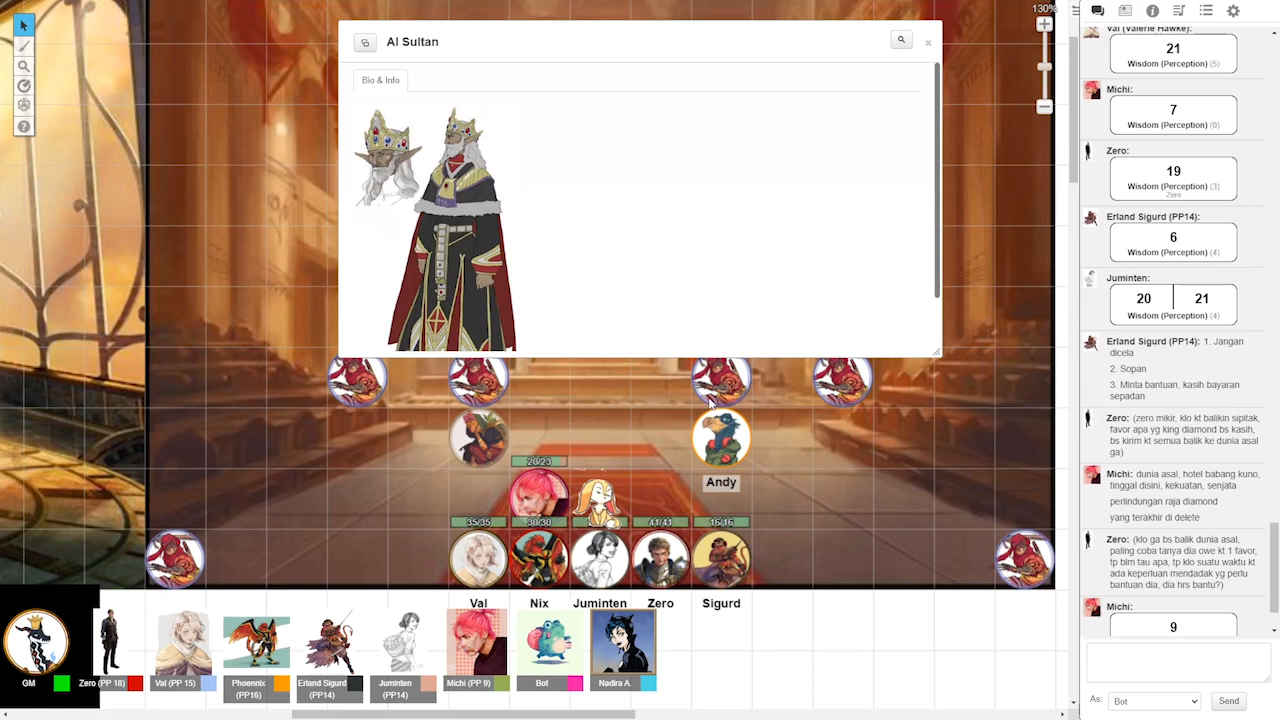 130%
Al Sultan
Bio & Info
20/23
Andy
35/35
30/30
41/41
16/16
Val
Nix
Juminten
Zero
Sigurd
GM
Zero (PP 18)
Val (PP 15)
Phoennix
(PP16)
Erland Sigurd
(PP14)
Juminten
(PP14)
Michi (PP 9)
Bot
Nadira A.
Val (Valerie Hawke):
21
Wisdom (Perception) (5)
Michi:
7
Wisdom (Perception) (0)
Zero:
19
Wisdom (Perception) (3)
Zero
Erland Sigurd (PP14):
6
Wisdom (Perception) (4)
Juminten:
20 21
Wisdom (Perception) (4)
Erland Sigurd (PP14): 1. Jangan
dicela
2. Sopan
3. Minta bantuan, kasih bayaran
sepadan
Zero: (zero mikir, klo kt balikin sipitak,
favor apa yg king diamond bs kasih,
bs kirim kt semua balik ke dunia asal
ga)
Michi: dunia asal, hotel babang kuno,
tinggal disini, kekuatan, senjata
perlindungan raja diamond
yang terakhir di delete
Zero: (klo ga bs balik dunia asal,
paling coba tanya dia owe kt 1 favor,
tp blm tau apa, tp klo suatu waktu kt
ada keperluan mendadak yg perlu
bantuan dia, dia hrs bantu?)
Michi:
9
As:
Bot
Send